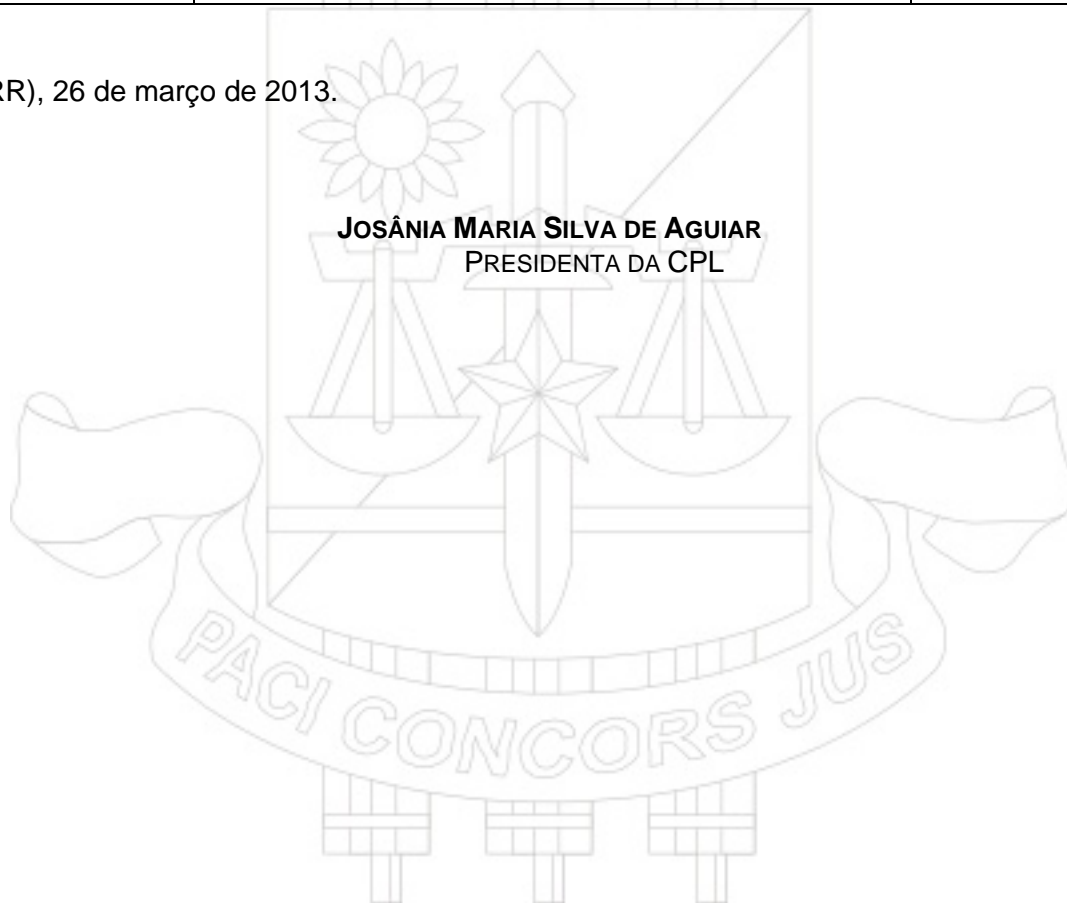 RR), 26 de março de 2013.
JOSÂNIA MARIA SILVA DE AGUIAR
PRESIDENTA DA CPL
PACI CONCORS JUS